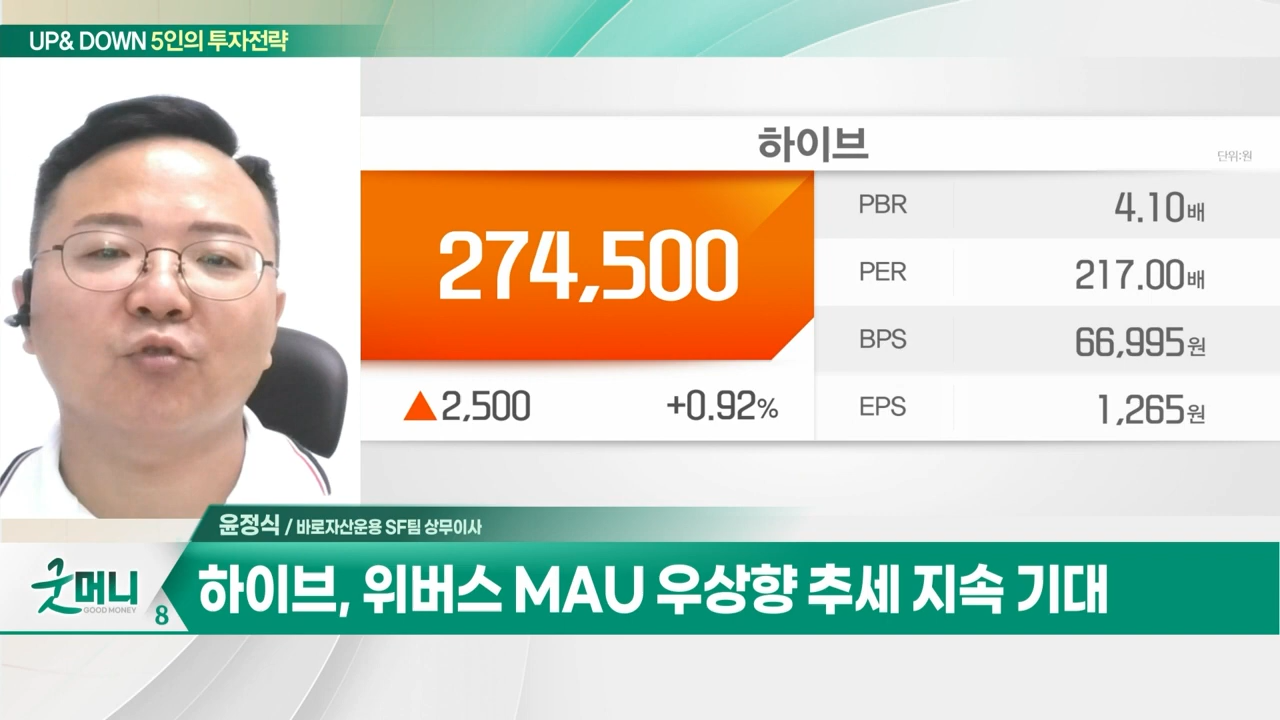 UP& DOWN 5인의 투자전략
하이브
단위:원
274,500
▲2,500 +0.92%
PBR 4.10배
PER 217.00배
BPS 66,995원
EPS 1,265원
윤정식 / 바로자산운용 SF팀 상무이사
굿머니
GOOD MONEY
8
하이브, 위버스 MAU 우상향 추세 지속 기대